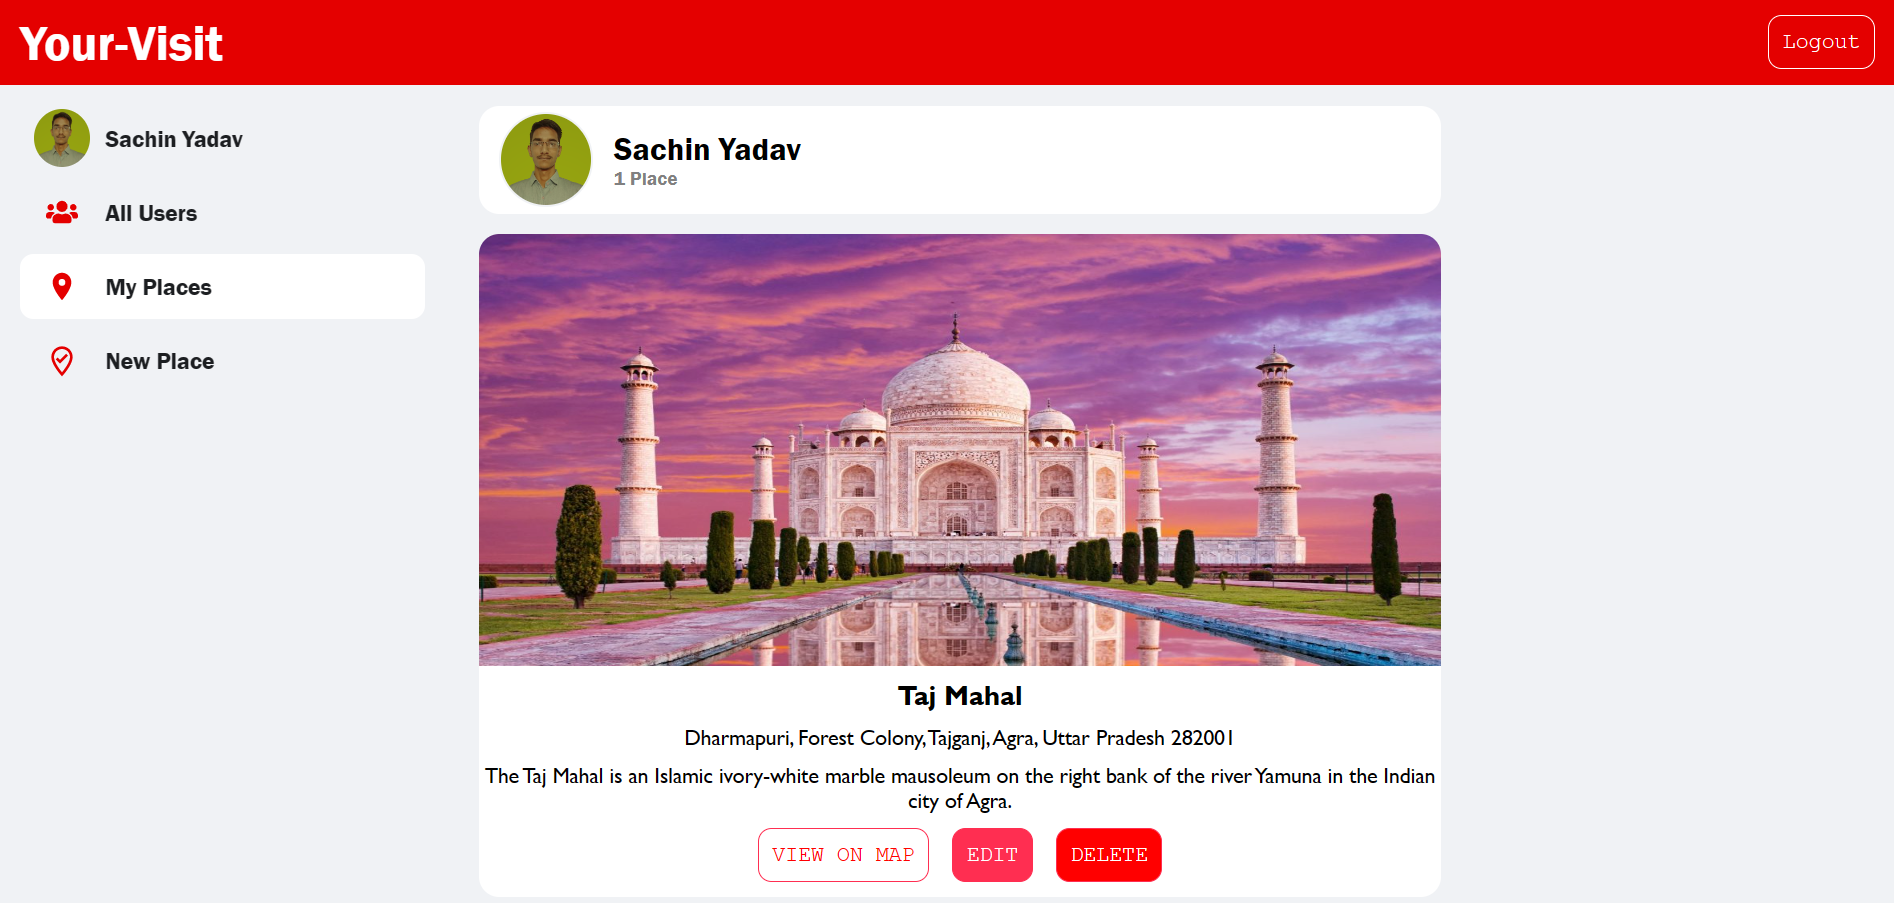 Your-Visit
Logout
Sachin Yadav
All Users
My Places
New Place
Sachin Yadav
1 Place
Taj Mahal
Dharmapuri, Forest Colony, Tajganj, Agra, Uttar Pradesh 282001
The Taj Mahal is an Islamic ivory-white marble mausoleum on the right bank of the river Yamuna in the Indian
city of Agra.
VIEW ON MAP
EDIT
DELETE